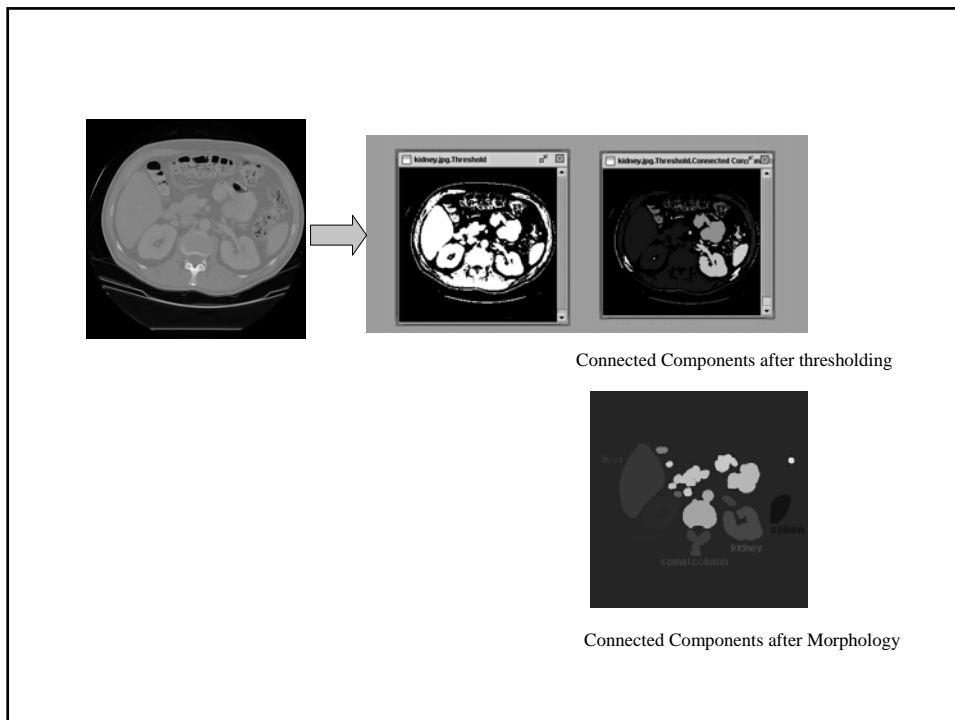 kidney.jpg.Threshold
kidney.jpg.Threshold.Connected Com
Connected Components after thresholding
liver
spleen
kidney
spinal column
Connected Components after Morphology